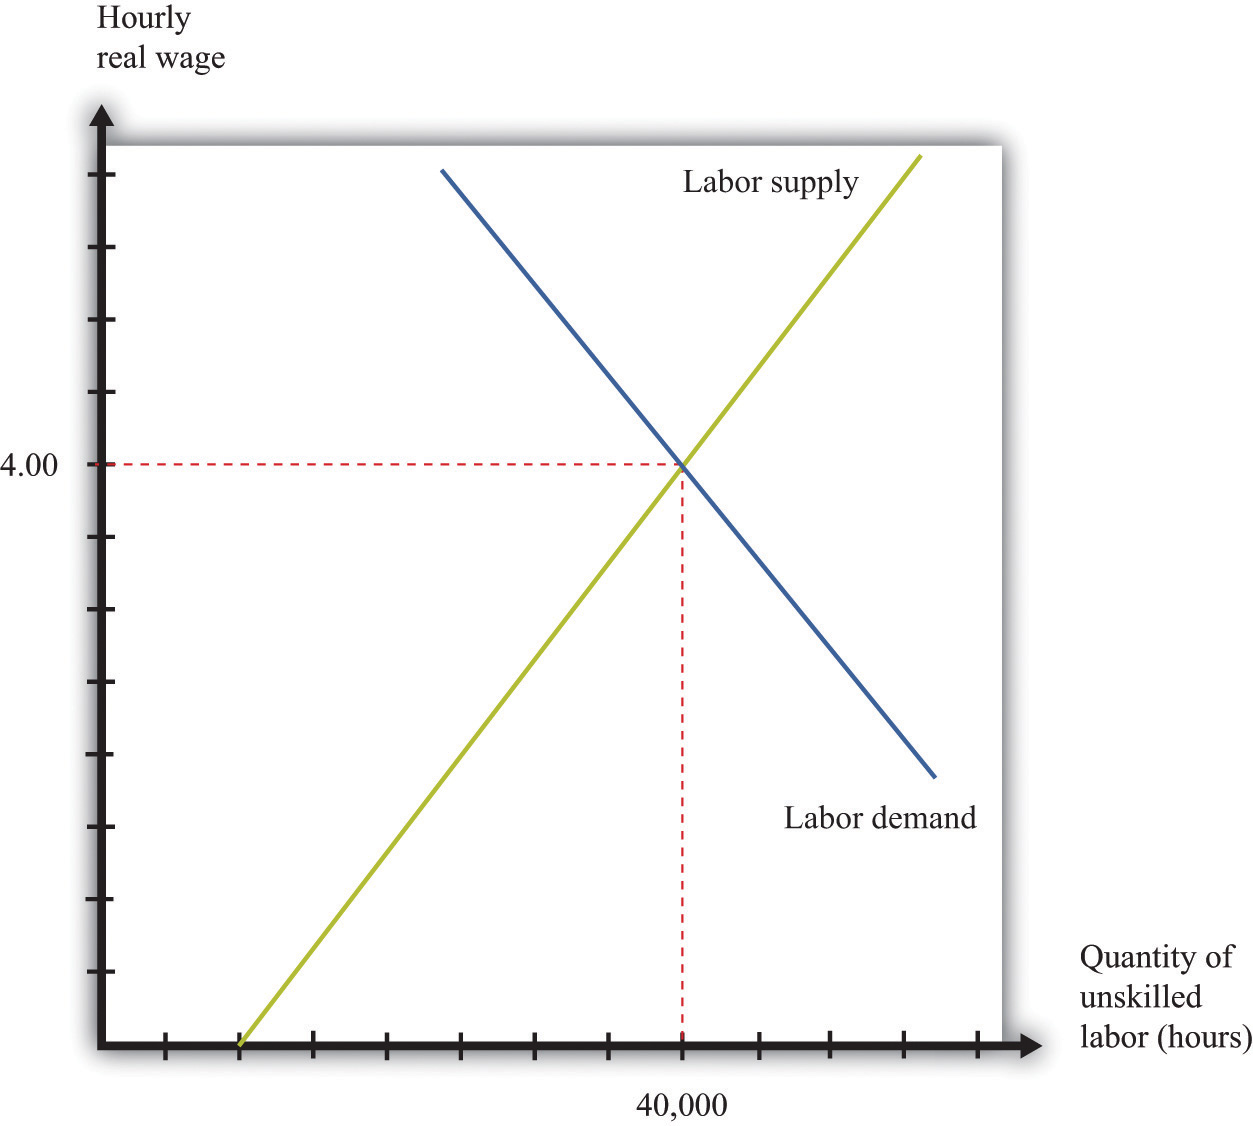 Hourly
real wage
Labor supply
4.00
Labor demand
Quantity of
unskilled
labor (hours)
40,000